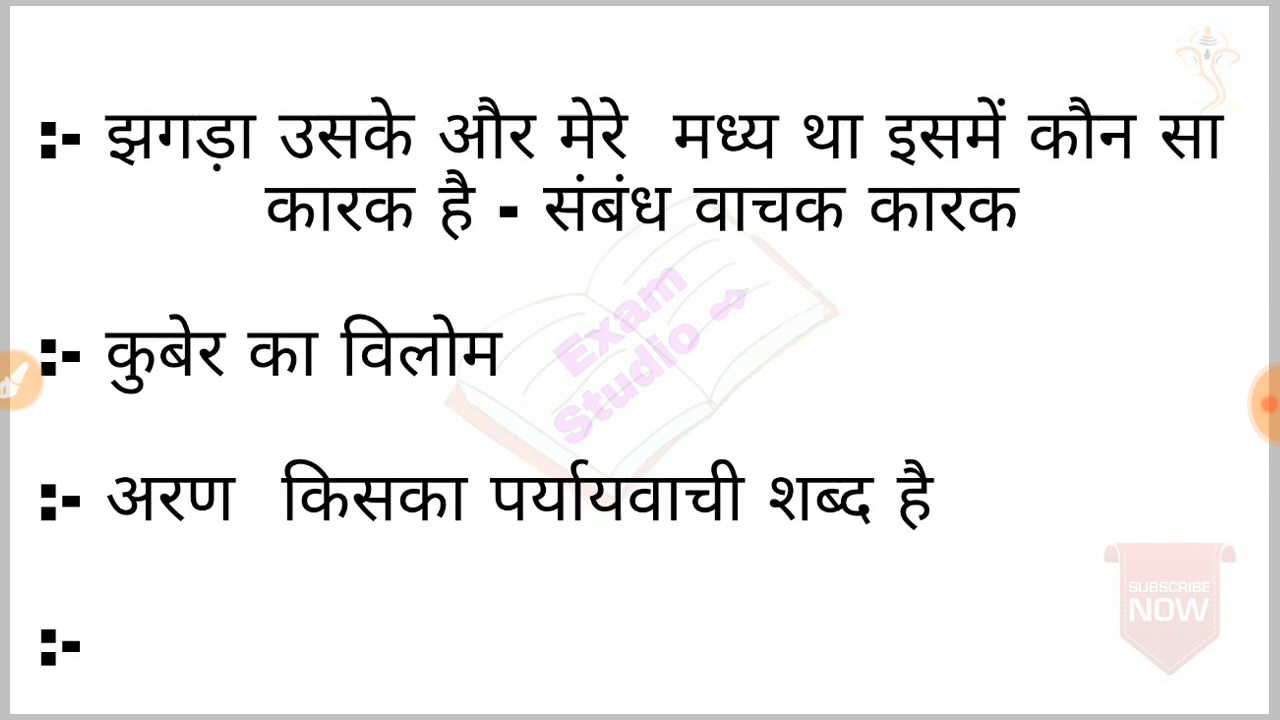 :- झगड़ा उसके और मेरे मध्य था इसमें कौन सा
कारक है - संबंध वाचक कारक
:- कुबेर का विलोम
Exam
Studio
:- अरण किसका पर्यायवाची शब्द है
SUBSCRIBE
NOW
:-